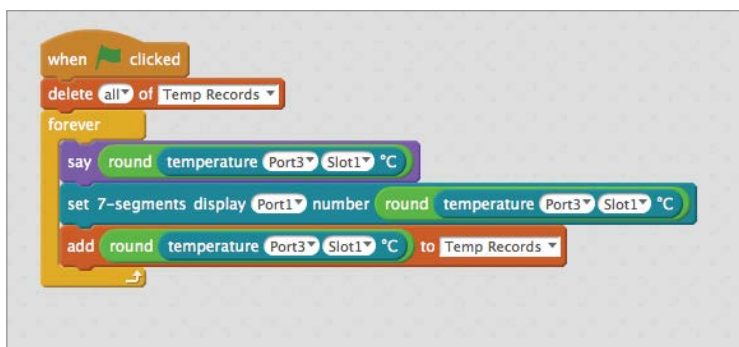 when clicked
delete all of Temp Records
forever
say round temperature Port3 Slot1 °C
set 7-segments display Port1 number round temperature Port3 Slot1 °C
add round temperature Port3 Slot1 °C to Temp Records